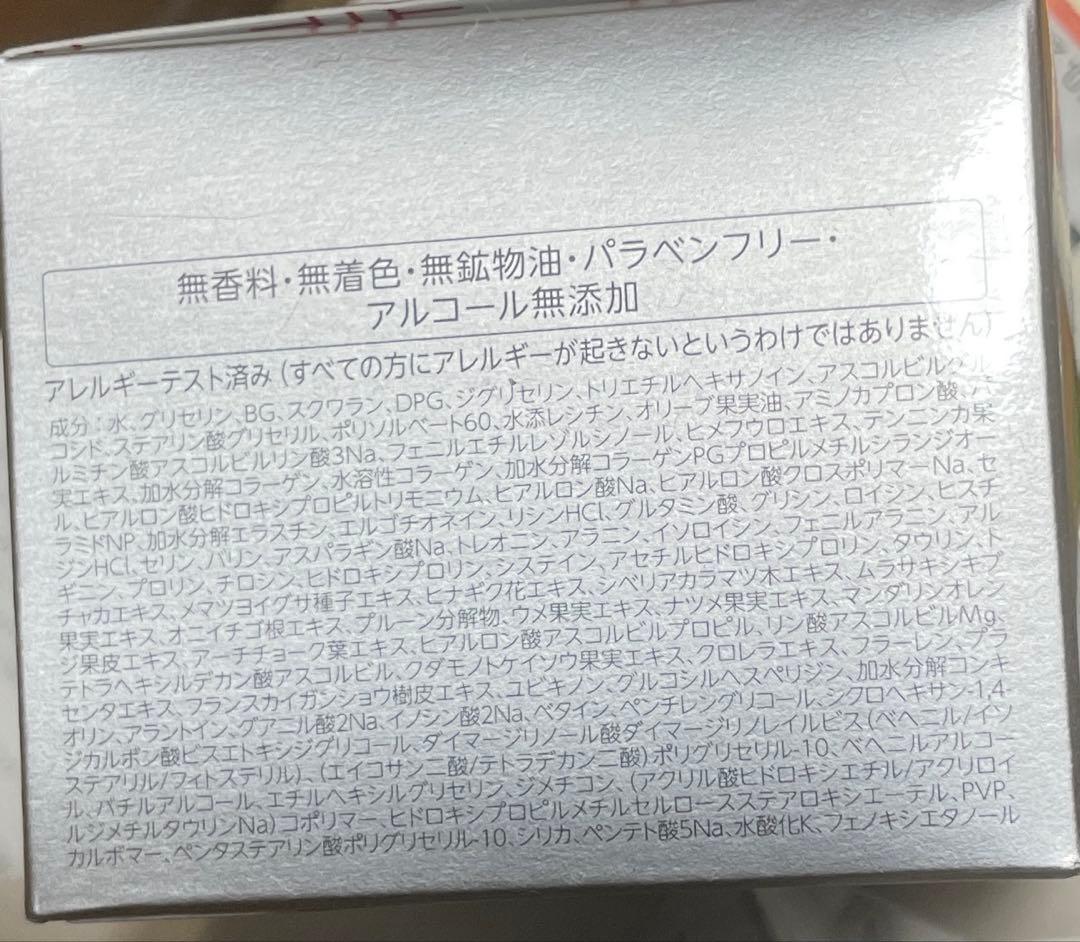 無香料・無着色・無鉱物油・パラベンフリー・
アルコール無添加
アレルギーテスト済み(すべての方にアレルギーが起きないというわけではありません)
成分:水、グリセリン、BG、スクワラン、DPG、ジグリセリン、トリエチルヘキサノイン、アスコルビルグル
コシド、ステアリン酸グリセリル、ポリソルベート60、水添レシチン、オリーブ果実油、アミノカプロン酸、パ
ルミチン酸アスコルビルリン酸3Na、フェニルエチルレゾルシノール、ヒメフウロエキス、テンニンカ果
実エキス、加水分解コラーゲン、水溶性コラーゲン、加水分解コラーゲンPGプロピルメチルシランジオー
ル、ヒアルロン酸ヒドロキシプロピルトリモニウム、ヒアルロン酸Na、ヒアルロン酸クロスポリマーNa、セ
ラミドNP、加水分解エラスチン、エルゴチオネイン、リシンHCl、グルタミン酸、グリシン、ロイシン、ヒスチ
ジンHCl、セリン、バリン、アスパラギン酸Na、トレオニン、アラニン、イソロイシン、フェニルアラニン、アル
ギニン、プロリン、チロシン、ヒドロキシプロリン、システイン、アセチルヒドロキシプロリン、タウリン、ト
チャカエキス、メマツヨイグサ種子エキス、ヒナギク花エキス、シベリアカラマツ木エキス、ムラサキシキブ
果実エキス、オニイチゴ根エキス、プルーン分解物、ウメ果実エキス、ナツメ果実エキス、マンダリンオレン
ジ果皮エキス、アーチチョーク葉エキス、ヒアルロン酸アスコルビルプロピル、リン酸アスコルビルMg、
テトラヘキシルデカン酸アスコルビル、クダモノトケイソウ果実エキス、クロレラエキス、フラーレン、プラ
センタエキス、フランスカイガンショウ樹皮エキス、ユビキノン、グルコシルヘスペリジン、加水分解コンキ
オリン、アラントイン、グアニル酸2Na、イノシン酸2Na、ベタイン、ペンチレングリコール、シクロヘキサン-1,4-
ジカルボン酸ビスエトキシジグリコール、ダイマージリノール酸ダイマージリノレイルビス(ベヘニル/イソ
ステアリル/フィトステリル)、(エイコサン二酸/テトラデカン二酸)ポリグリセリル-10、ベヘニルアルコー
ル、バチルアルコール、エチルヘキシルグリセリン、ジメチコン、(アクリル酸ヒドロキシエチル/アクリロイ
ルジメチルタウリンNa)コポリマー、ヒドロキシプロピルメチルセルロースステアロキシエーテル、PVP、
カルボマー、ペンタステアリン酸ポリグリセリル-10、シリカ、ペンテト酸5Na、水酸化K、フェノキシエタノール